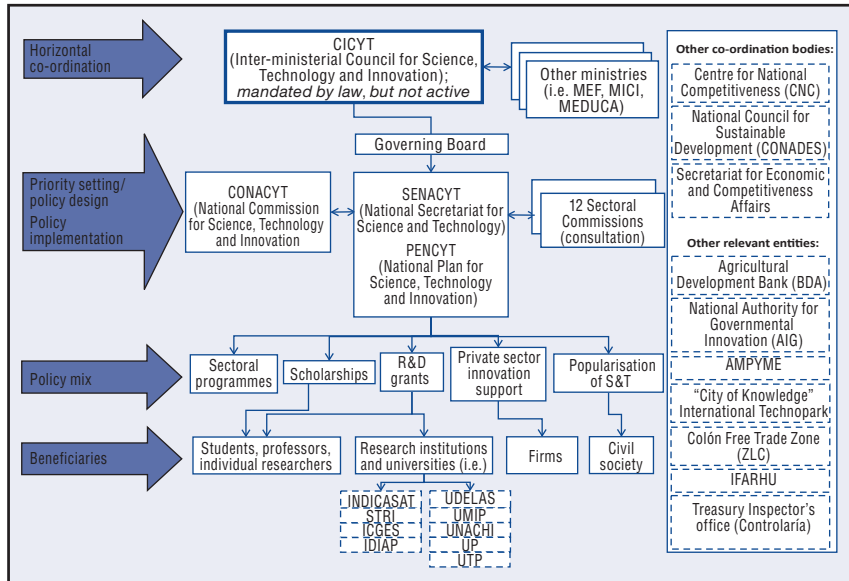 Horizontal
co-ordination
CICYT
(Inter-ministerial Council for Science,
Technology and Innovation);
mandated by law, but not active
Other ministries
(i.e. MEF, MICI,
MEDUCA)
Governing Board
Priority setting/
policy design
Policy
implementation
CONACYT
(National Commission
for Science, Technology
and Innovation
SENACYT
(National Secretariat for
Science and Technology)
PENCYT
(National Plan for
Science, Technology
and Innovation)
12 Sectoral
Commissions
(consultation)
Policy mix
Sectoral
programmes
Scholarships
R&D
grants
Private sector
innovation
support
Popularisation
of S&T
Beneficiaries
Students, professors,
individual researchers
Research institutions
and universities (i.e.)
Firms
Civil
society
INDICASAT
STRI
ICGES
IDIAP
UDELAS
UMIP
UNACHI
UP
UTP
Other co-ordination bodies:
Centre for National
Competitiveness (CNC)
National Council for
Sustainable
Development (CONADES)
Secretariat for Economic
and Competitiveness
Affairs
Other relevant entities:
Agricultural
Development Bank (BDA)
National Authority for
Governmental
Innovation (AIG)
AMPYME
“City of Knowledge”
International Technopark
Colón Free Trade Zone
(ZLC)
IFARHU
Treasury Inspector’s
office (Controlaría)